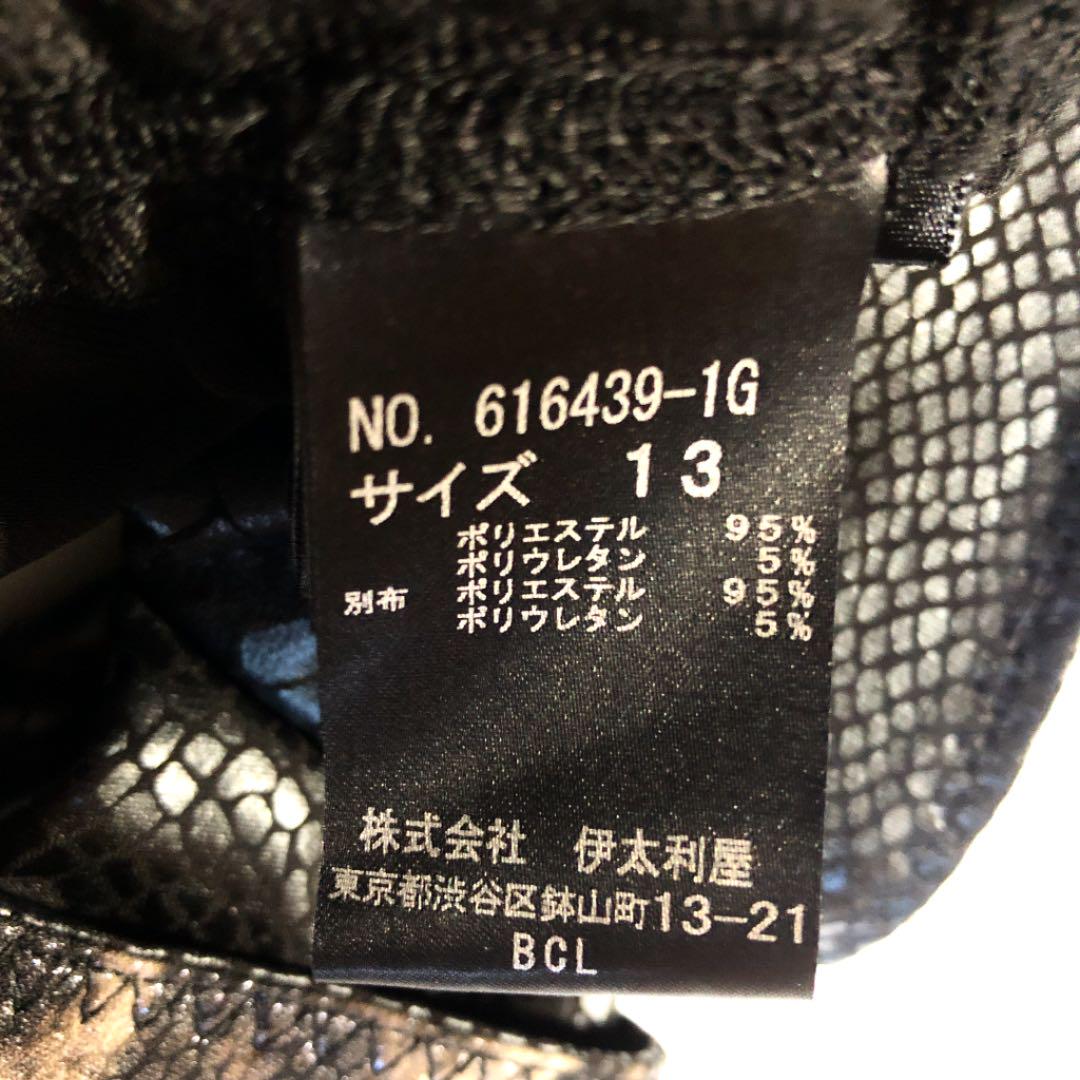 NO. 616439-1G
サイズ 13
ポリエステル 95%
ポリウレタン 5%
別布 ポリエステル 95%
ポリウレタン 5%
株式会社 伊太利屋
東京都渋谷区鉢山町13-21
BCL